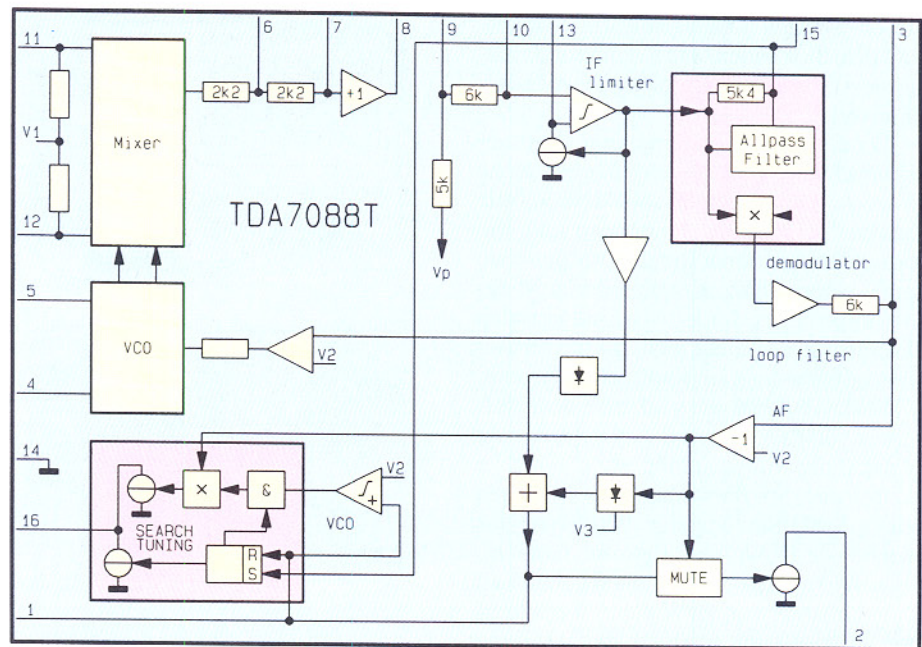 6 7 8 9 10 13 15 3
11
IF
limiter
2k2 2k2 +1
6k
5k4
V1
Mixer
Allpass
Filter
5k
TDA7088T
12
×
Vp
demodulator
5
6k
VCO
V2
loop filter
4
AF
-1
14
V2
V2
×
&
+
+
16
SEARCH
TUNING
VCO
V3
R
S
MUTE
1
2